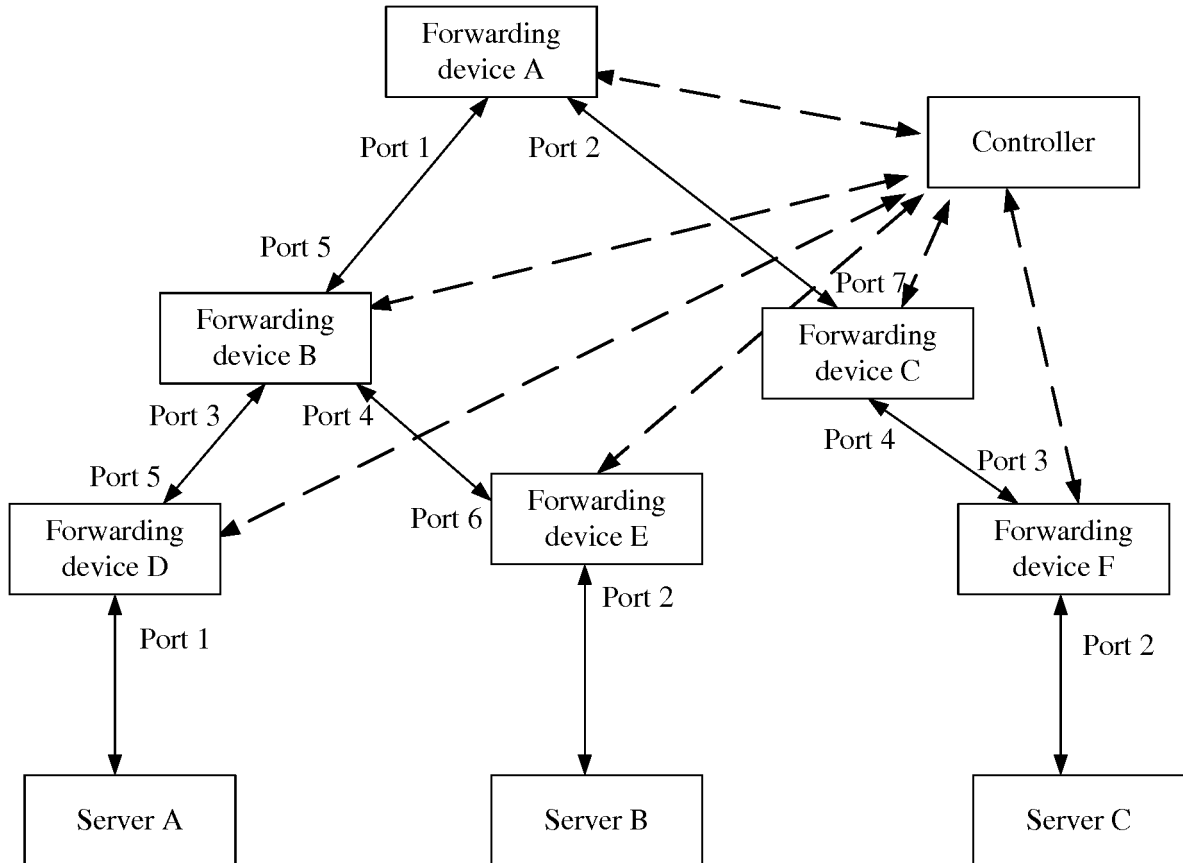 Forwarding
device A
Controller
Port 1
Port 2
Port 5
Port 7
Forwarding
device B
Forwarding
device C
Port 3
Port 4
Port 4
Port 5
Port 6
Port 3
Forwarding
device D
Forwarding
device E
Forwarding
device F
Port 1
Port 2
Port 2
Server A
Server B
Server C